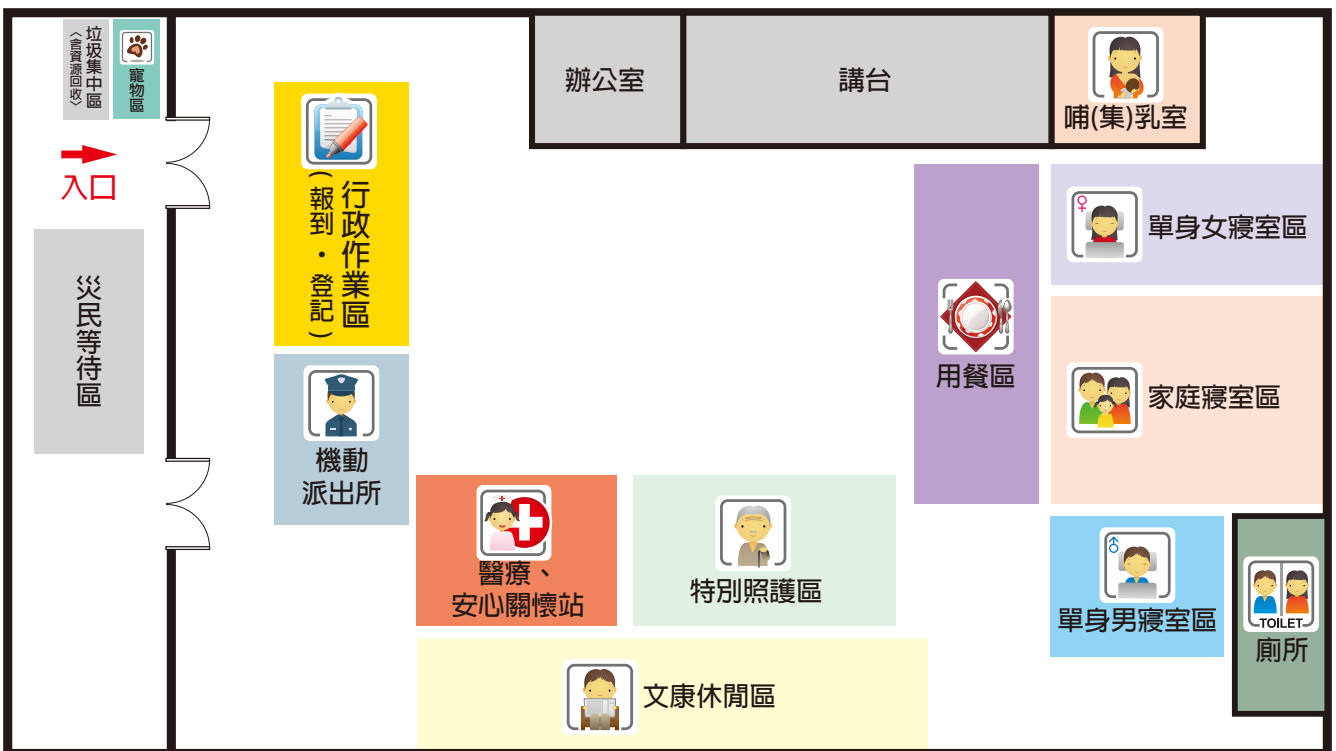 垃圾集中區
〈含資源回收〉
寵物區
入口
災民等待區
行政作業區
(報到・登記)
機動
派出所
辦公室
講台
哺(集)乳室
用餐區
單身女寢室區
家庭寢室區
醫療、
安心關懷站
特別照護區
單身男寢室區
TOILET
廁所
文康休閒區